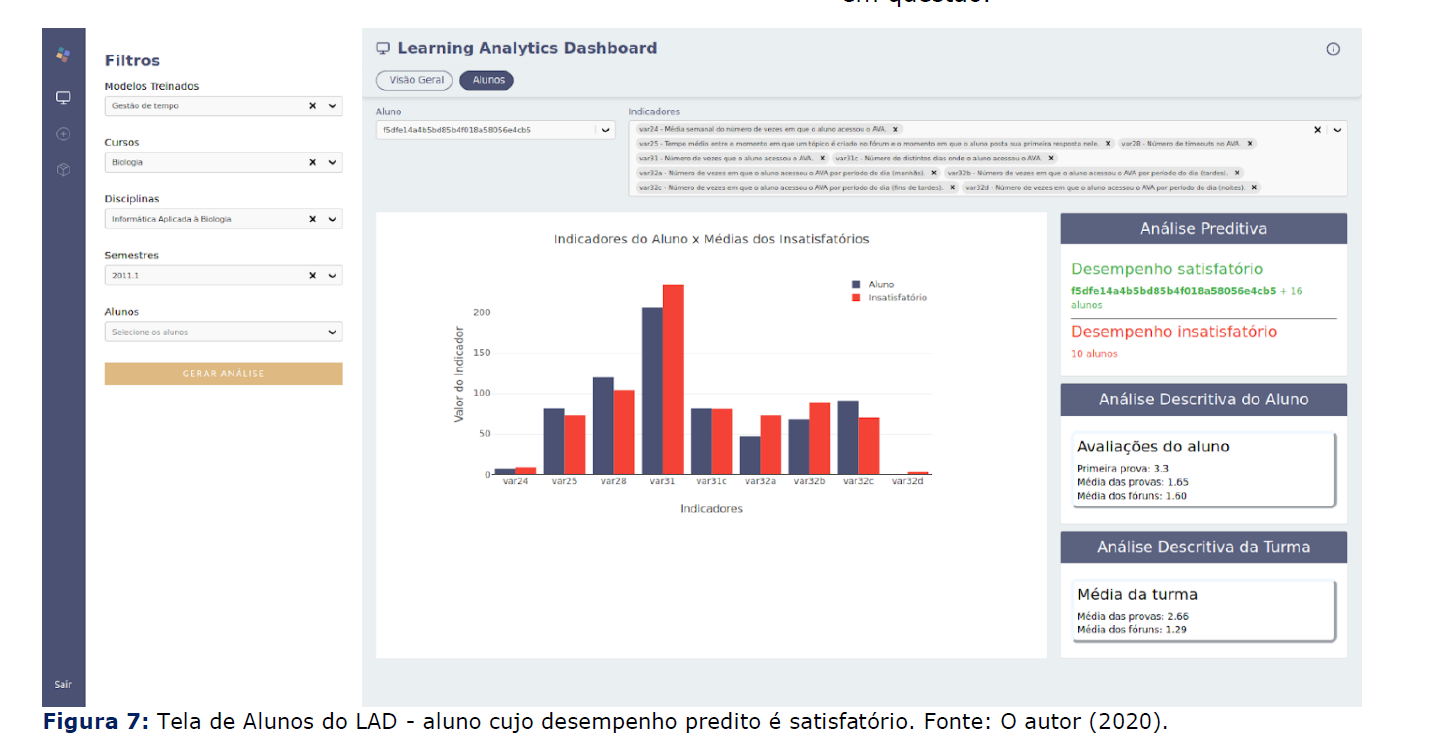 em questão.
Learning Analytics Dashboard
Visão Geral
Alunos
Filtros
Modelos Treinados
Gestão de tempo
Cursos
Biologia
Disciplinas
Informática Aplicada à Biologia
Semestres
2011.1
Alunos
Selecione os alunos
GERAR ANÁLISE
Sair
Aluno
f5dfe14a4b5bd85b4f018a58056e4cb5
Indicadores
var24 - Média semanal do número de vezes em que o aluno acessou o AVA. x
var25 - Tempo médio entre o momento em que um tópico é criado no fórum e o momento em que o aluno posta sua primeira resposta nele. x var28 - Número de timeouts no AVA. x
var31 - Número de vezes que o aluno acessou o AVA. x var31c - Número de distintos dias onde o aluno acessou o AVA. x
var32a - Número de vezes em que o aluno acessou o AVA por período do dia (manhãs). x var32b - Número de vezes em que o aluno acessou o AVA por período do dia (tardes). x
var32c - Número de vezes em que o aluno acessou o AVA por período do dia (fins de tardes). x var32d - Número de vezes em que o aluno acessou o AVA por período do dia (noites). x
Indicadores do Aluno x Médias dos Insatisfatórios
Aluno
Insatisfatório
Valor do Indicador
200
150
100
50
0
var24 var25 var28 var31 var31c var32a var32b var32c var32d
Indicadores
Análise Preditiva
Desempenho satisfatório
f5dfe14a4b5bd85b4f018a58056e4cb5 + 16
alunos
Desempenho insatisfatório
10 alunos
Análise Descritiva do Aluno
Avaliações do aluno
Primeira prova: 3.3
Média das provas: 1.65
Média dos fóruns: 1.60
Análise Descritiva da Turma
Média da turma
Média das provas: 2.66
Média dos fóruns: 1.29
Figura 7: Tela de Alunos do LAD - aluno cujo desempenho predito é satisfatório. Fonte: O autor (2020).